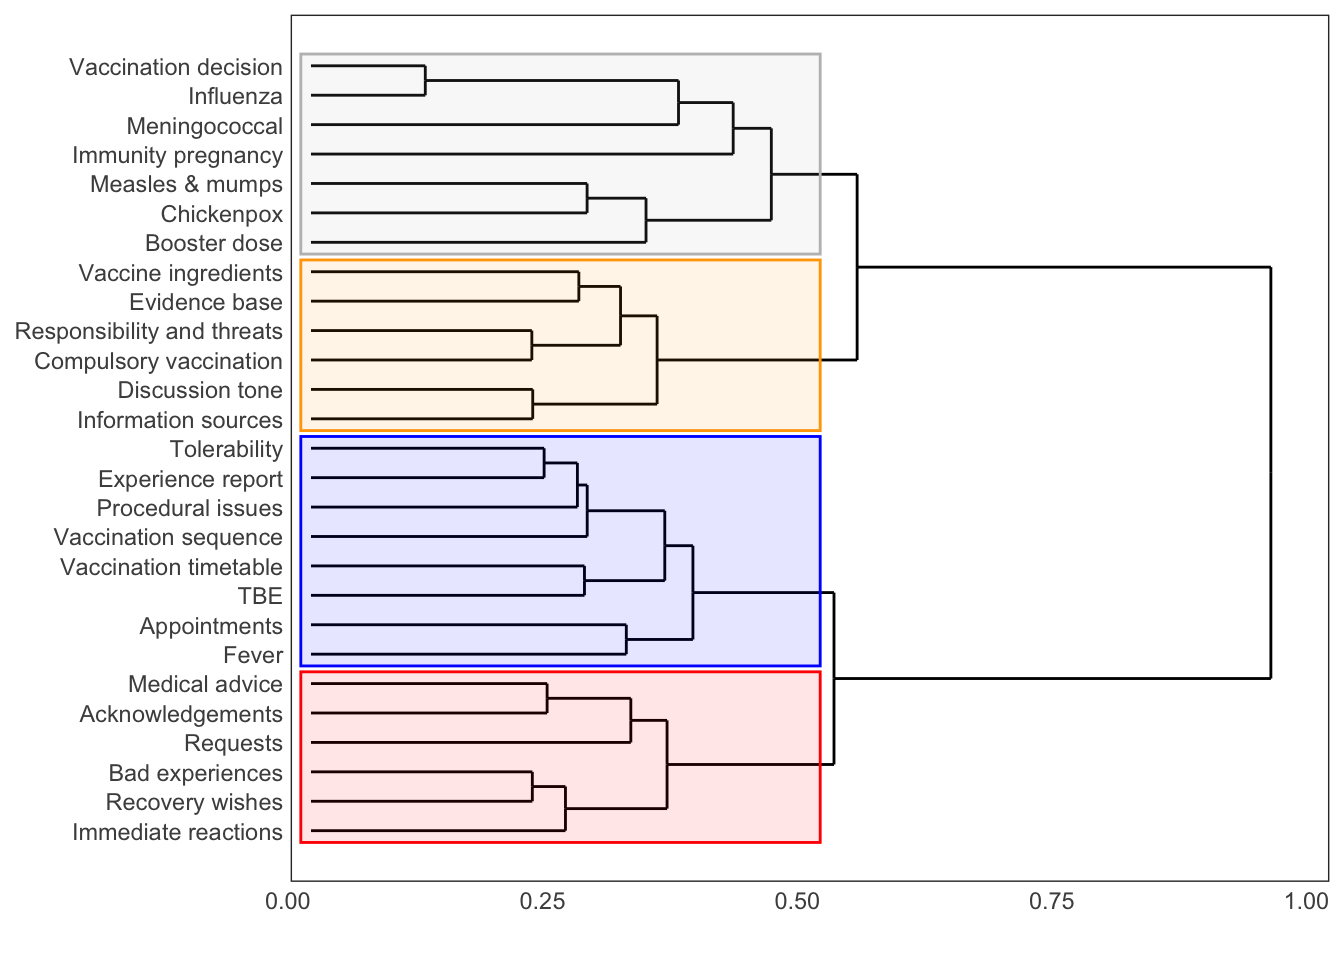 Vaccination decision
Influenza
Meningococcal
Immunity pregnancy
Measles & mumps
Chickenpox
Booster dose
Vaccine ingredients
Evidence base
Responsibility and threats
Compulsory vaccination
Discussion tone
Information sources
Tolerability
Experience report
Procedural issues
Vaccination sequence
Vaccination timetable
TBE
Appointments
Fever
Medical advice
Acknowledgements
Requests
Bad experiences
Recovery wishes
Immediate reactions
0.00 0.25 0.50 0.75 1.00